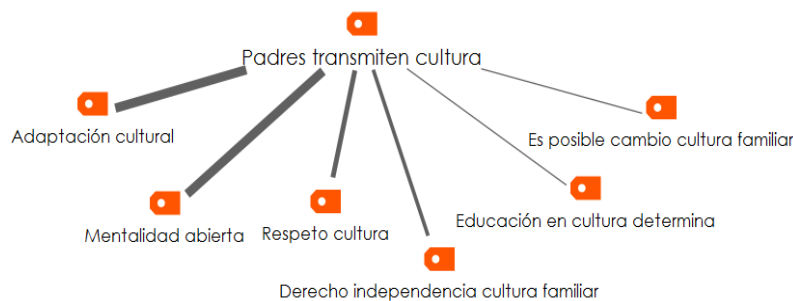 Padres transmiten cultura
Adaptación cultural
Es posible cambio cultura familiar
Mentalidad abierta
Respeto cultura
Educación en cultura determina
Derecho independencia cultura familiar